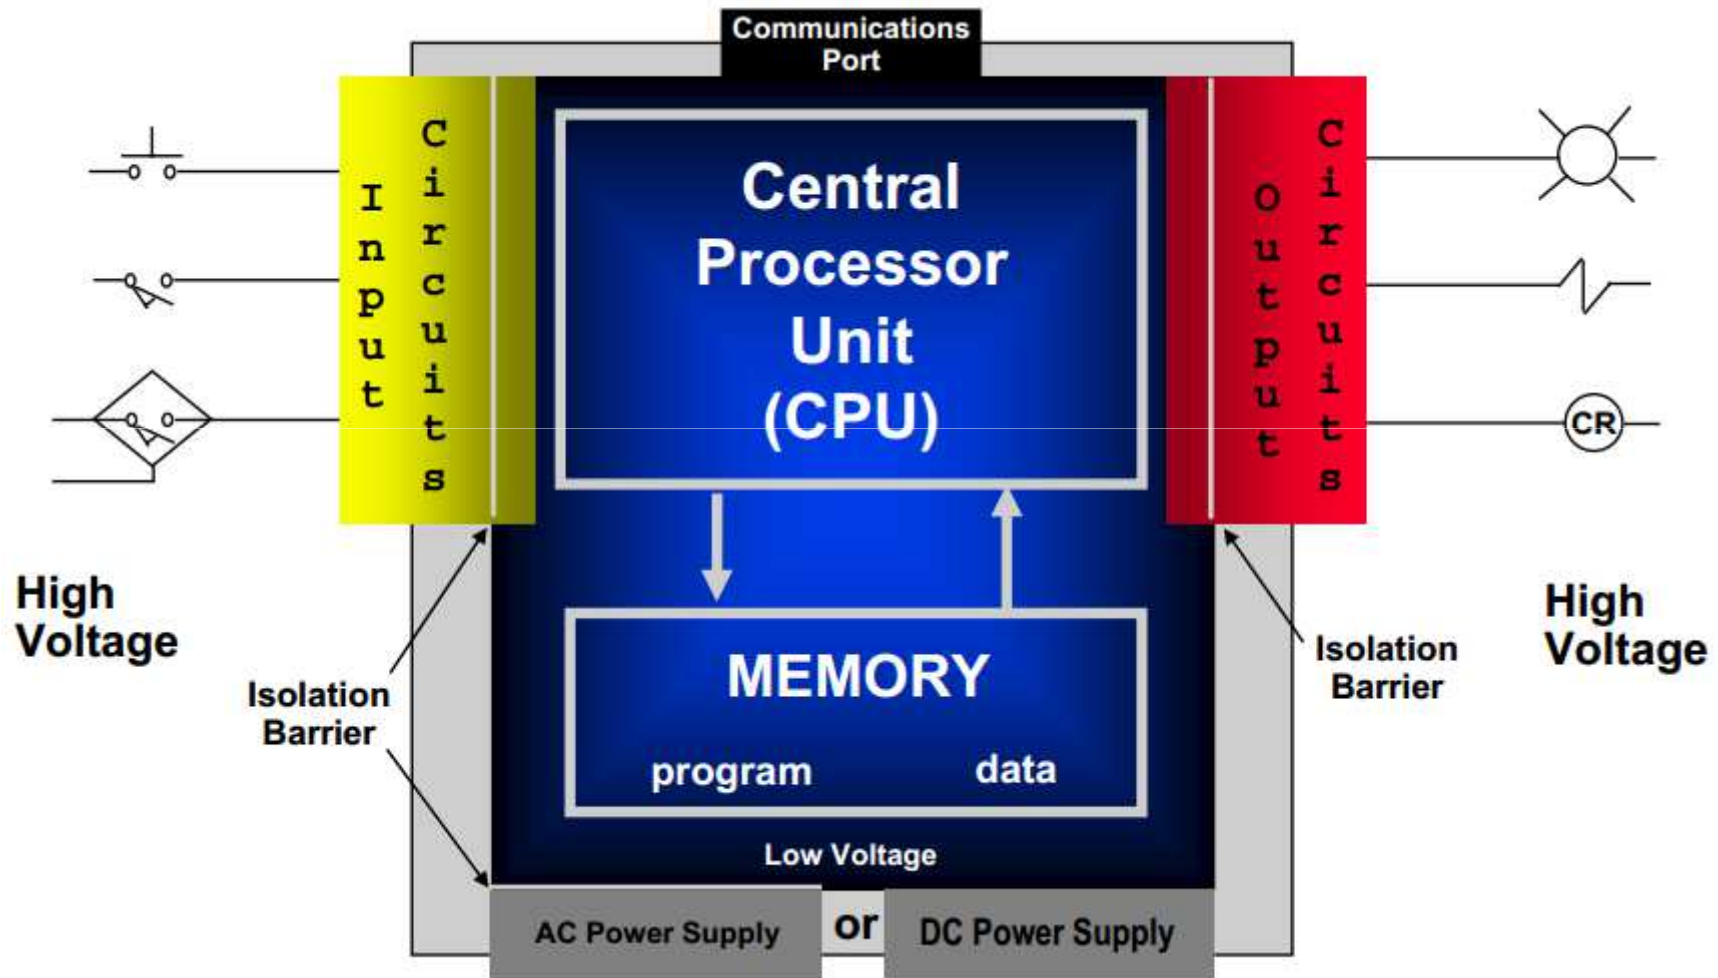 Communications
Port
Input
Circuits
Central
Processor
Unit
(CPU)
Output
Circuits
CR
High
Voltage
Isolation
Barrier
MEMORY
program data
Low Voltage
Isolation
Barrier
High
Voltage
AC Power Supply or DC Power Supply